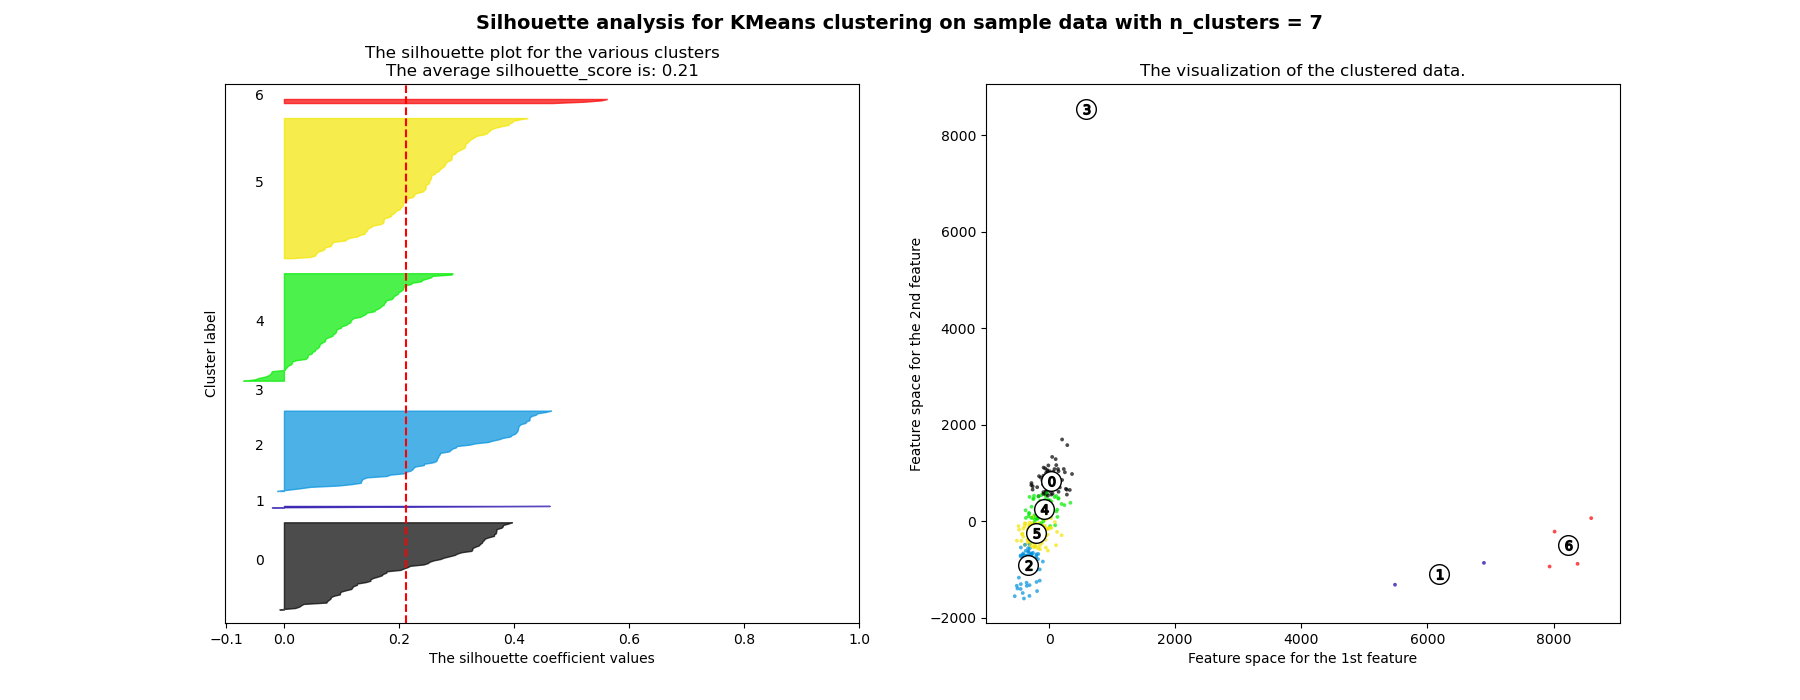 Silhouette analysis for KMeans clustering on sample data with n_clusters = 7
The silhouette plot for the various clusters
The average silhouette_score is: 0.21
6
5
4
3
2
1
0
Cluster label
−0.1 0.0 0.2 0.4 0.6 0.8 1.0
The silhouette coefficient values
The visualization of the clustered data.
8000
6000
4000
2000
0
−2000
Feature space for the 2nd feature
3
0
4
5
2
1
6
0 2000 4000 6000 8000
Feature space for the 1st feature